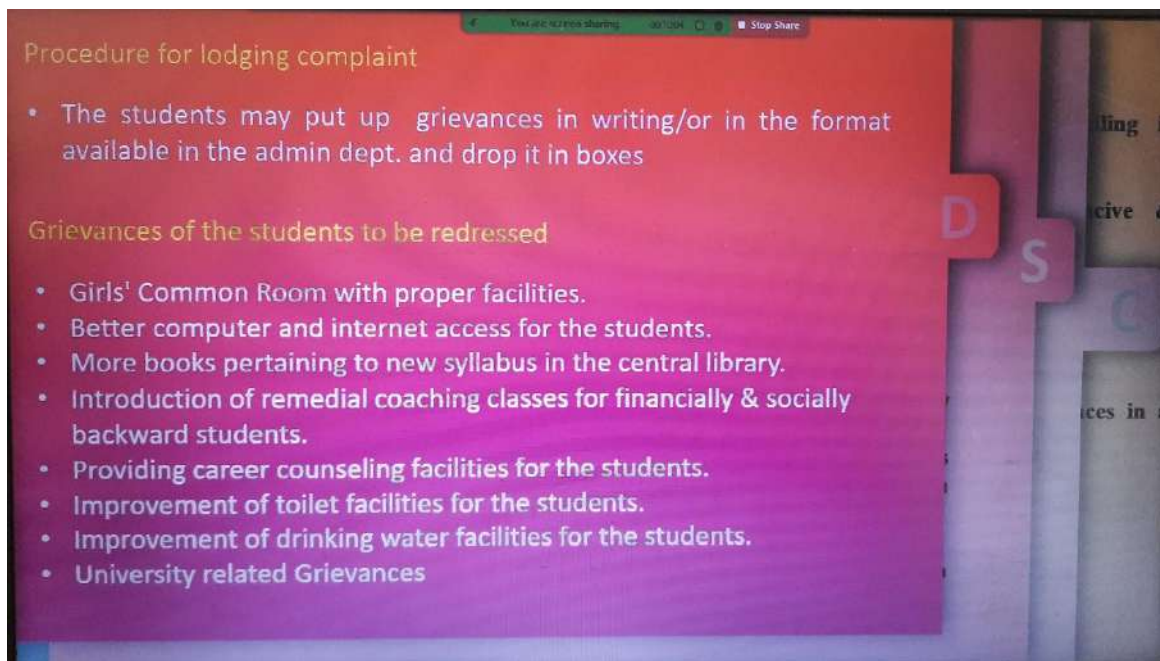 You are screen sharing
Stop Share
Procedure for lodging complaint
• The students may put up grievances in writing/or in the format
available in the admin dept. and drop it in boxes
Grievances of the students to be redressed
• Girls' Common Room with proper facilities.
• Better computer and internet access for the students.
• More books pertaining to new syllabus in the central library.
• Introduction of remedial coaching classes for financially & socially
backward students.
• Providing career counseling facilities for the students.
• Improvement of toilet facilities for the students.
• Improvement of drinking water facilities for the students.
• University related Grievances
D
S
C
in